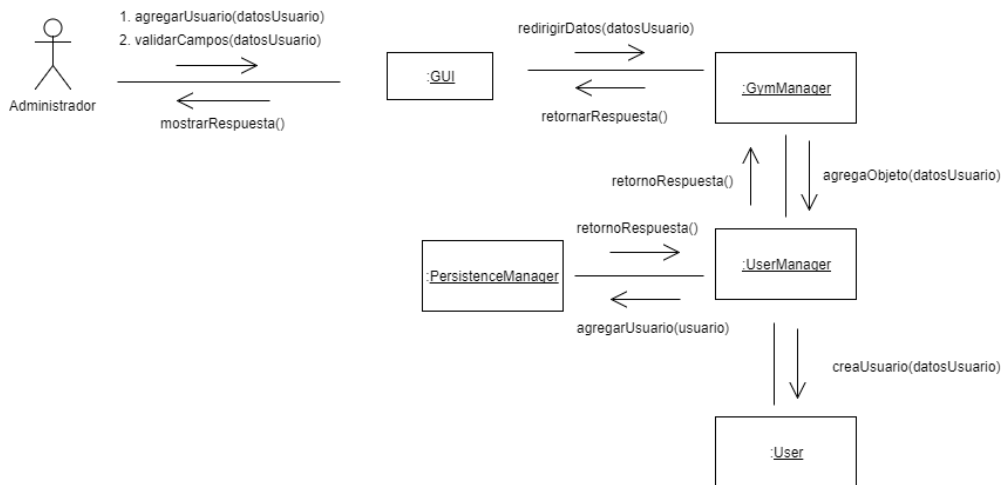 1. agregarUsuario(datosUsuario)
2. validarCampos(datosUsuario)
redirigirDatos(datosUsuario)
:GUI
:GymManager
Administrador
mostrarRespuesta()
retornarRespuesta()
retornoRespuesta()
agregaObjeto(datosUsuario)
retornoRespuesta()
:PersistenceManager
:UserManager
agregarUsuario(usuario)
creaUsuario(datosUsuario)
:User